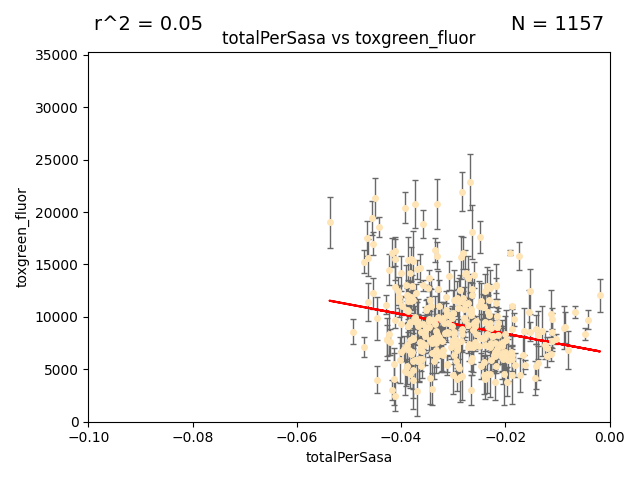 r^2 = 0.05
N = 1157
totalPerSasa vs toxgreen_fluor
35000
30000
25000
20000
15000
10000
5000
0
toxgreen_fluor
−0.10
−0.08
−0.06
−0.04
−0.02
0.00
totalPerSasa